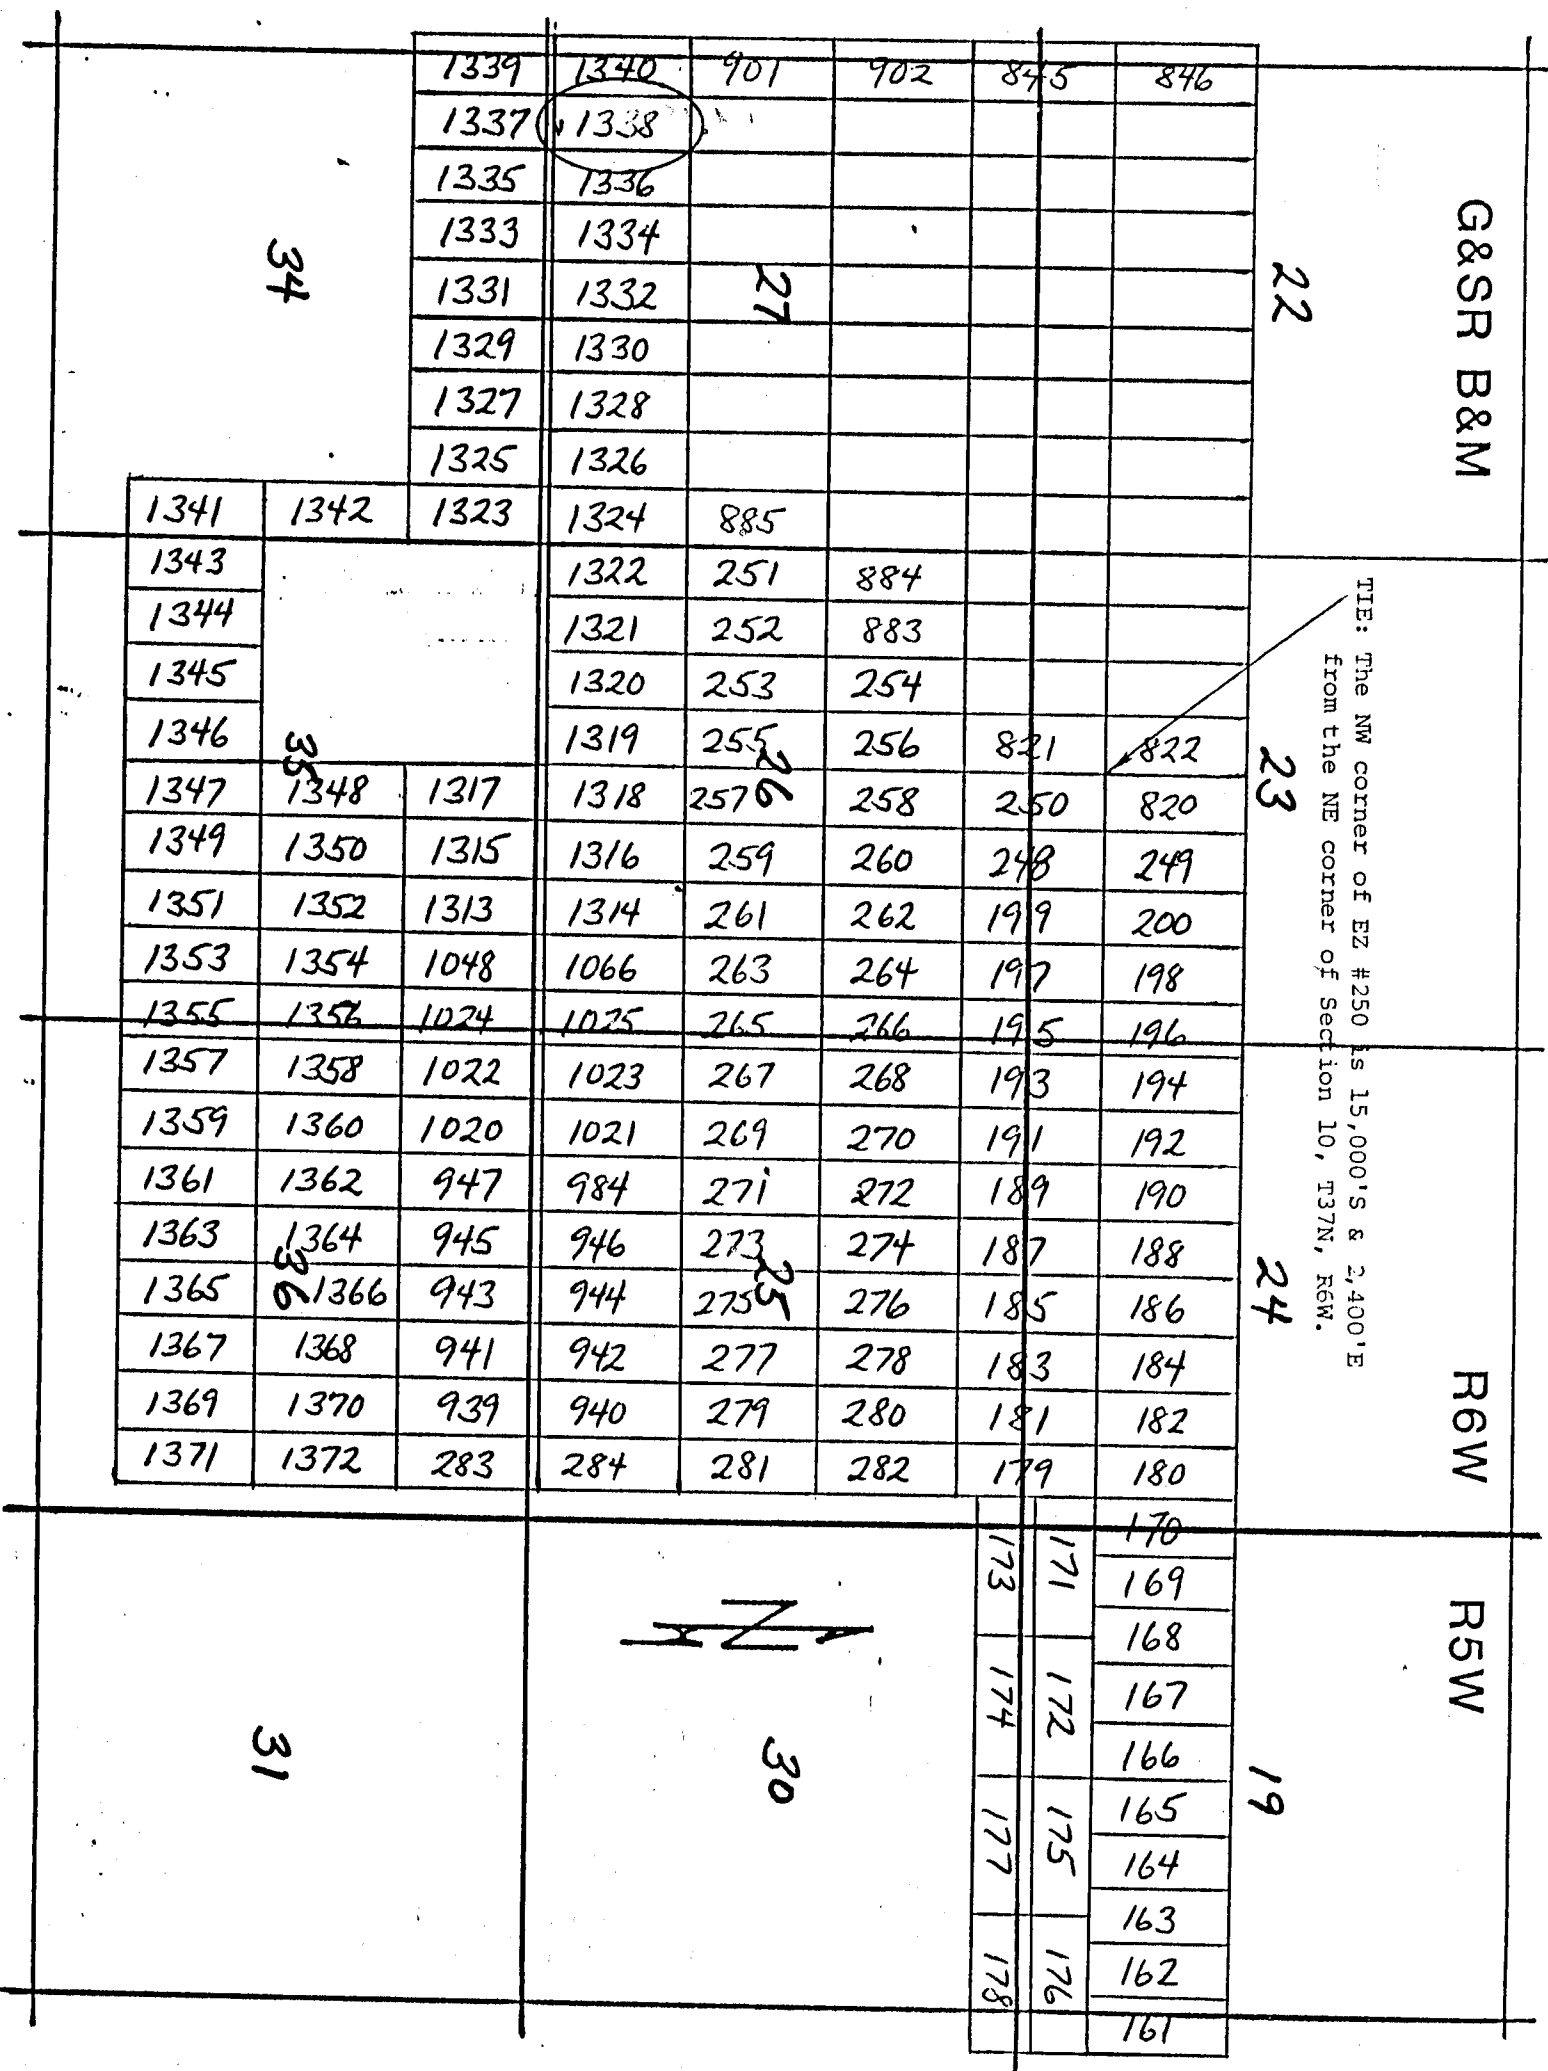 G&SR B&M R6W R5W
TIE: The NW corner of EZ #250 is 15,000'S & 2,400'E
from the NE corner of Section 10, T37N, R6W.
22 23 24 19
27 26 25 30
34 35 36 31
N
1339 1340 901 902 845 846
1337 1338
1335 1336
1333 1334
1331 1332
1329 1330
1327 1328
1325 1326
1341 1342 1323 1324 885
1343 1322 251 884
1344 1321 252 883
1345 1320 253 254
1346 1319 255 256 821 822
1347 1348 1317 1318 257 258 250 820
1349 1350 1315 1316 259 260 248 249
1351 1352 1313 1314 261 262 199 200
1353 1354 1048 1066 263 264 197 198
1355 1356 1024 1025 265 266 195 196
1357 1358 1022 1023 267 268 193 194
1359 1360 1020 1021 269 270 191 192
1361 1362 947 984 271 272 189 190
1363 1364 945 946 273 274 187 188
1365 1366 943 944 275 276 185 186
1367 1368 941 942 277 278 183 184
1369 1370 939 940 279 280 181 182
1371 1372 283 284 281 282 179 180
170
173 171 169
168
174 172 167
166
177 175 165
164
163
178 176 162
161